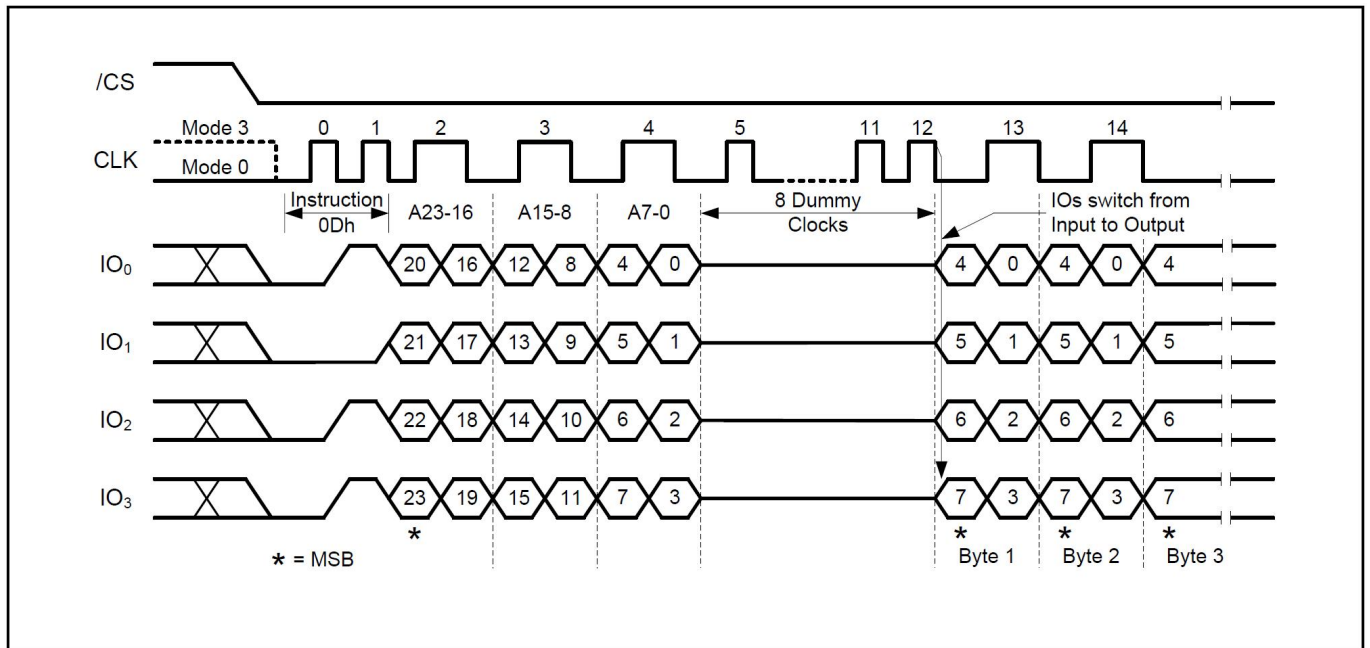 /CS
Mode 3 0 1 2 3 4 5 11 12 13 14
CLK
Mode 0
Instruction
0Dh
A23-16 A15-8 A7-0
8 Dummy
Clocks
IOs switch from
Input to Output
IO₀ 20 16 12 8 4 0 4 0 4 0 4
IO₁ 21 17 13 9 5 1 5 1 5 1 5
IO₂ 22 18 14 10 6 2 6 2 6 2 6
IO₃ 23 19 15 11 7 3 7 3 7 3 7
* * * *
* = MSB
Byte 1 Byte 2 Byte 3